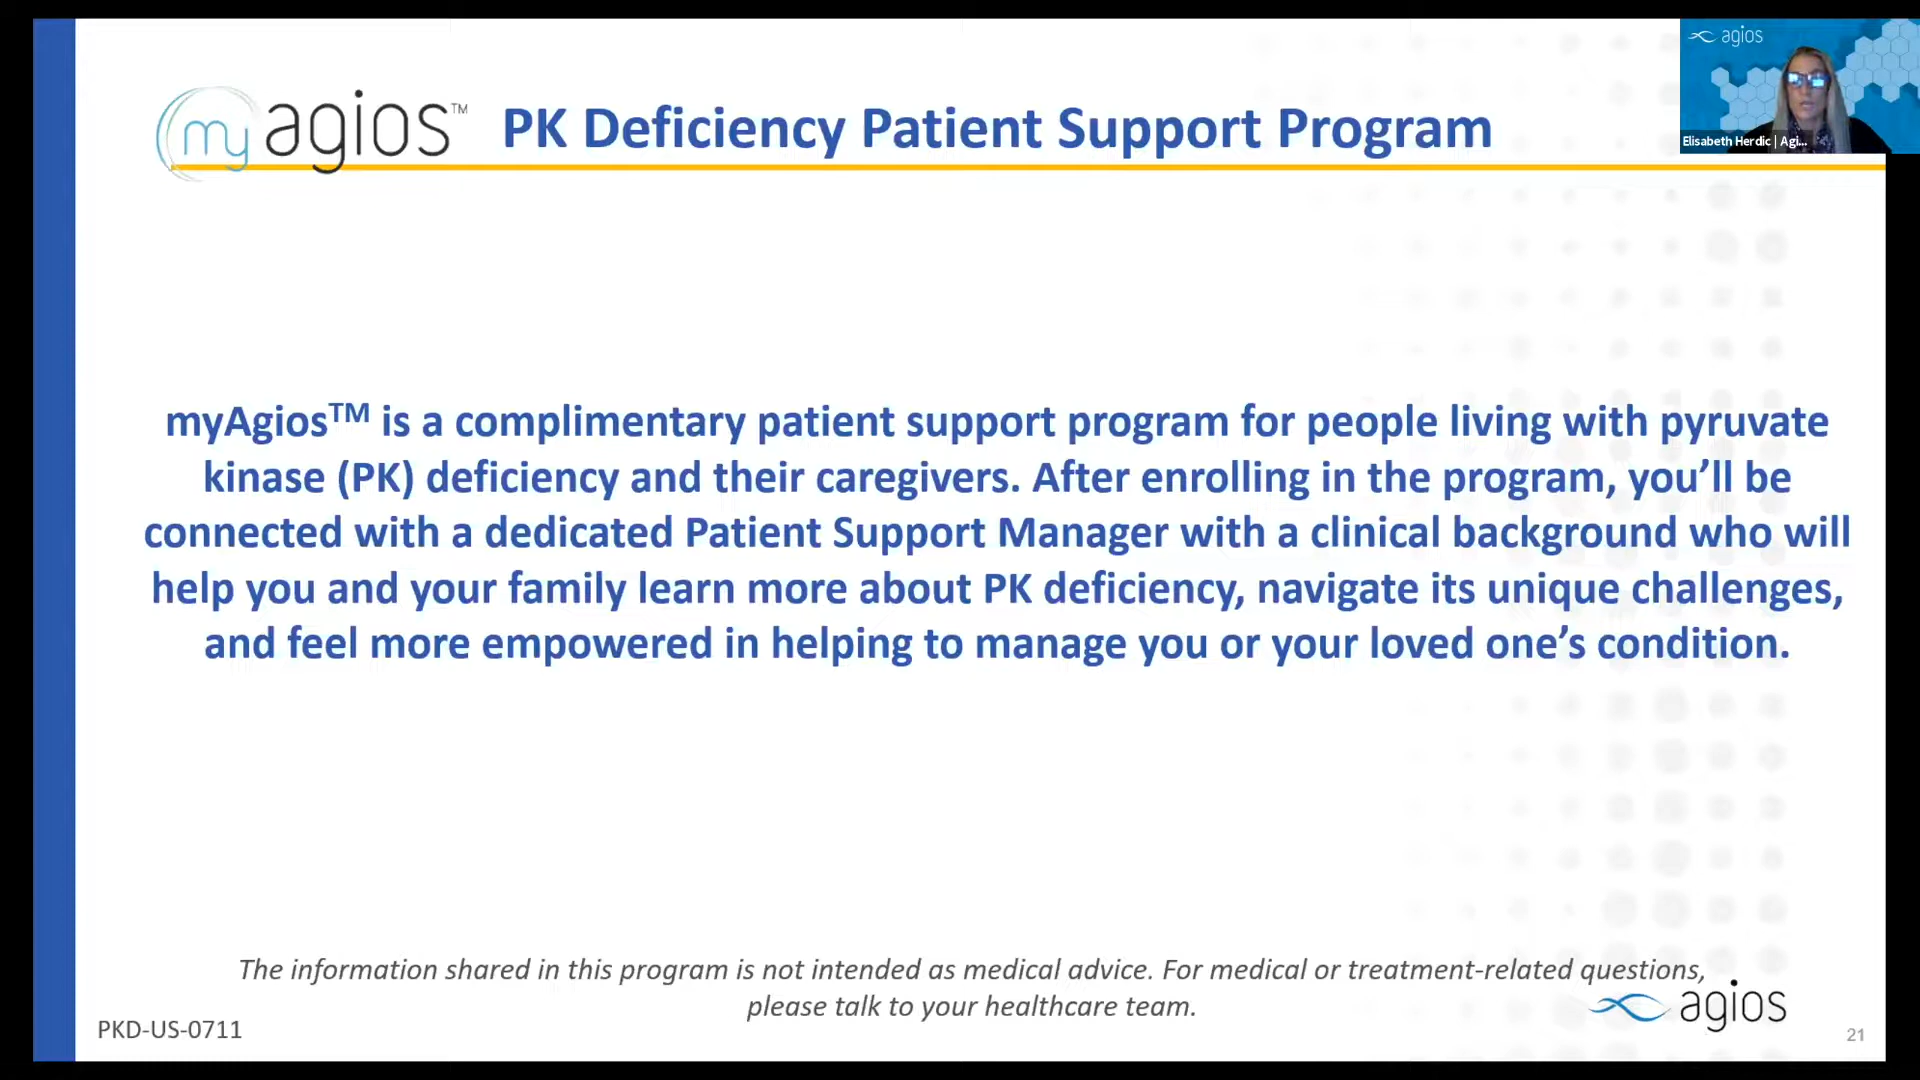 agios
Elisabeth Herdic | Agi...
my agios™ PK Deficiency Patient Support Program
myAgios™ is a complimentary patient support program for people living with pyruvate
kinase (PK) deficiency and their caregivers. After enrolling in the program, you’ll be
connected with a dedicated Patient Support Manager with a clinical background who will
help you and your family learn more about PK deficiency, navigate its unique challenges,
and feel more empowered in helping to manage you or your loved one’s condition.
The information shared in this program is not intended as medical advice. For medical or treatment-related questions,
please talk to your healthcare team.
agios
PKD-US-0711
21